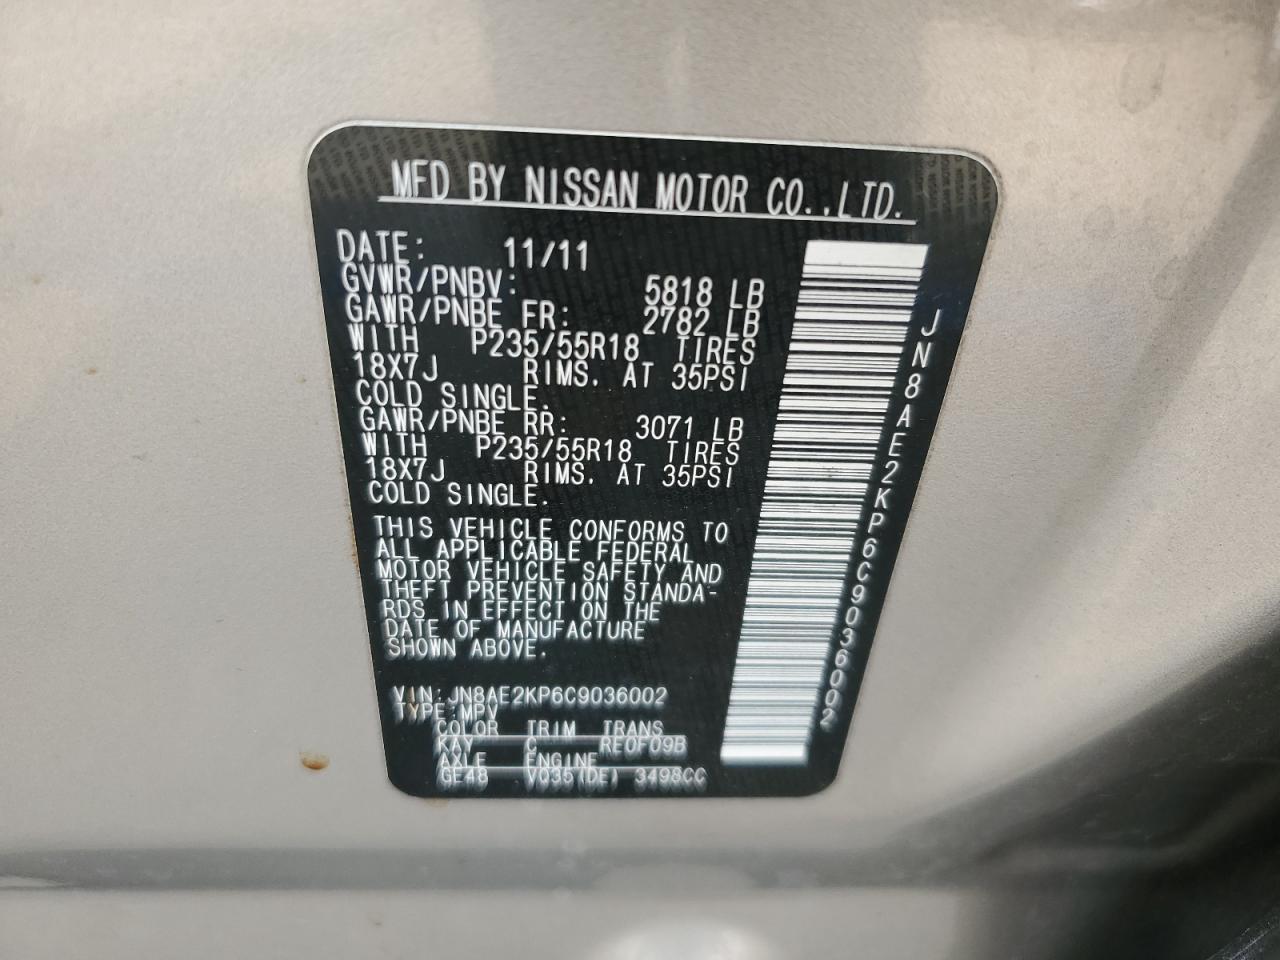 MFD BY NISSAN MOTOR CO.,LTD.
DATE: 11/11
GVWR/PNBV: 5818 LB
GAWR/PNBE FR: 2782 LB
WITH P235/55R18 TIRES
18X7J RIMS. AT 35PSI
COLD SINGLE.
GAWR/PNBE RR: 3071 LB
WITH P235/55R18 TIRES
18X7J RIMS. AT 35PSI
COLD SINGLE.
THIS VEHICLE CONFORMS TO
ALL APPLICABLE FEDERAL
MOTOR VEHICLE SAFETY AND
THEFT PREVENTION STANDA-
RDS IN EFFECT ON THE
DATE OF MANUFACTURE
SHOWN ABOVE.
VIN:JN8AE2KP6C9036002
TYPE:MPV
COLOR TRIM TRANS
KAY C RE0F09B
AXLE ENGINE
GE48 VQ35(DE) 3498CC
JN8AE2KP6C9036002